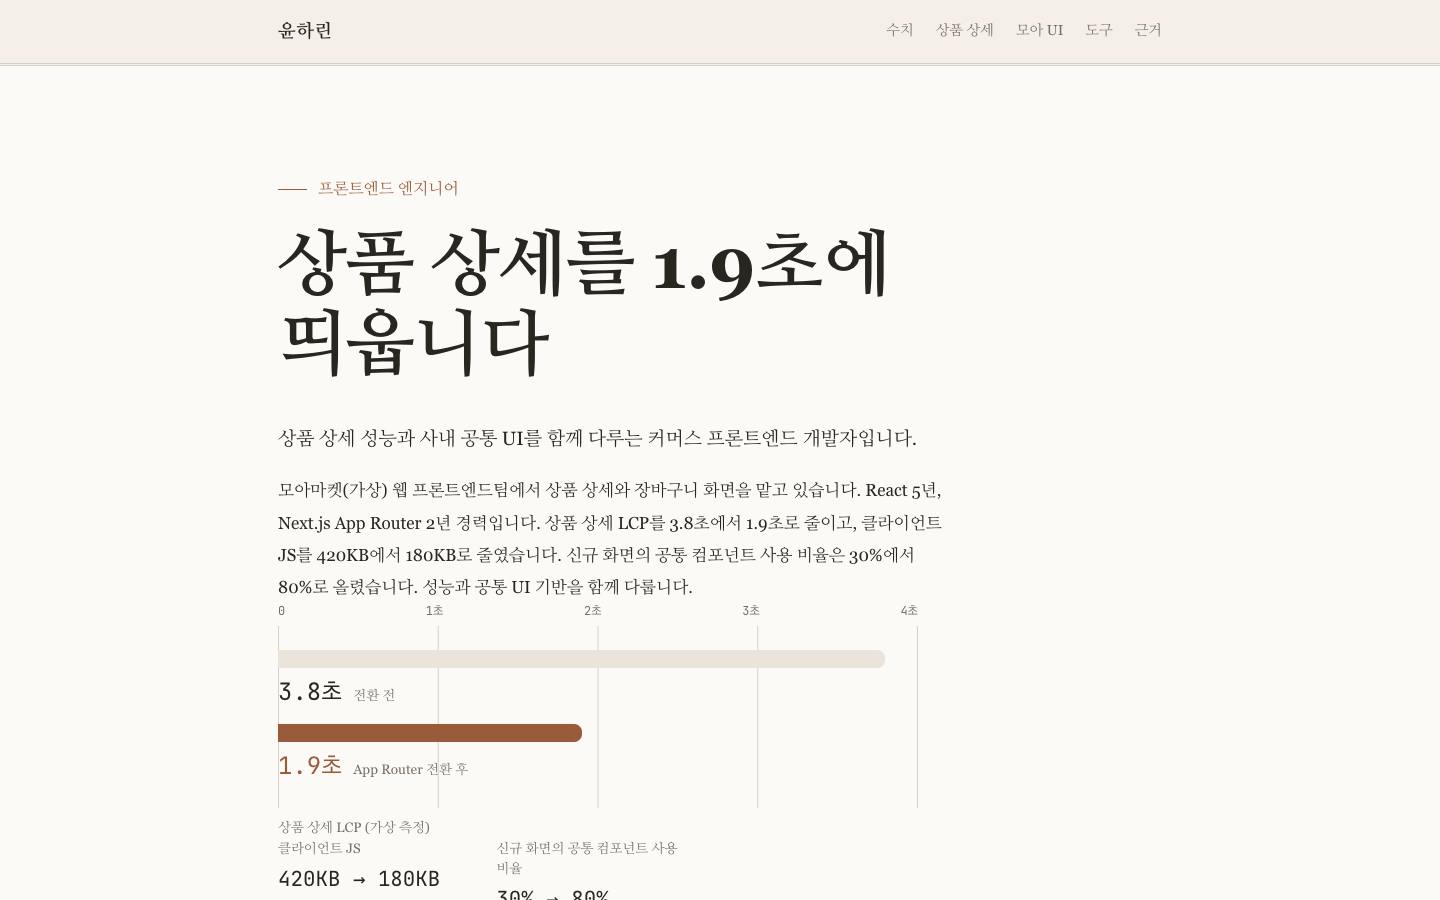 윤하린
수치 상품 상세 모아 UI 도구 근거
프론트엔드 엔지니어
상품 상세를 1.9초에
띄웁니다
상품 상세 성능과 사내 공통 UI를 함께 다루는 커머스 프론트엔드 개발자입니다.
모아마켓(가상) 웹 프론트엔드팀에서 상품 상세와 장바구니 화면을 맡고 있습니다. React 5년,
Next.js App Router 2년 경력입니다. 상품 상세 LCP를 3.8초에서 1.9초로 줄이고, 클라이언트
JS를 420KB에서 180KB로 줄였습니다. 신규 화면의 공통 컴포넌트 사용 비율은 30%에서
80%로 올렸습니다. 성능과 공통 UI 기반을 함께 다룹니다.
0 1초 2초 3초 4초
3.8초 전환 전
1.9초 App Router 전환 후
상품 상세 LCP (가상 측정)
클라이언트 JS
420KB → 180KB
신규 화면의 공통 컴포넌트 사용
비율
30% → 80%